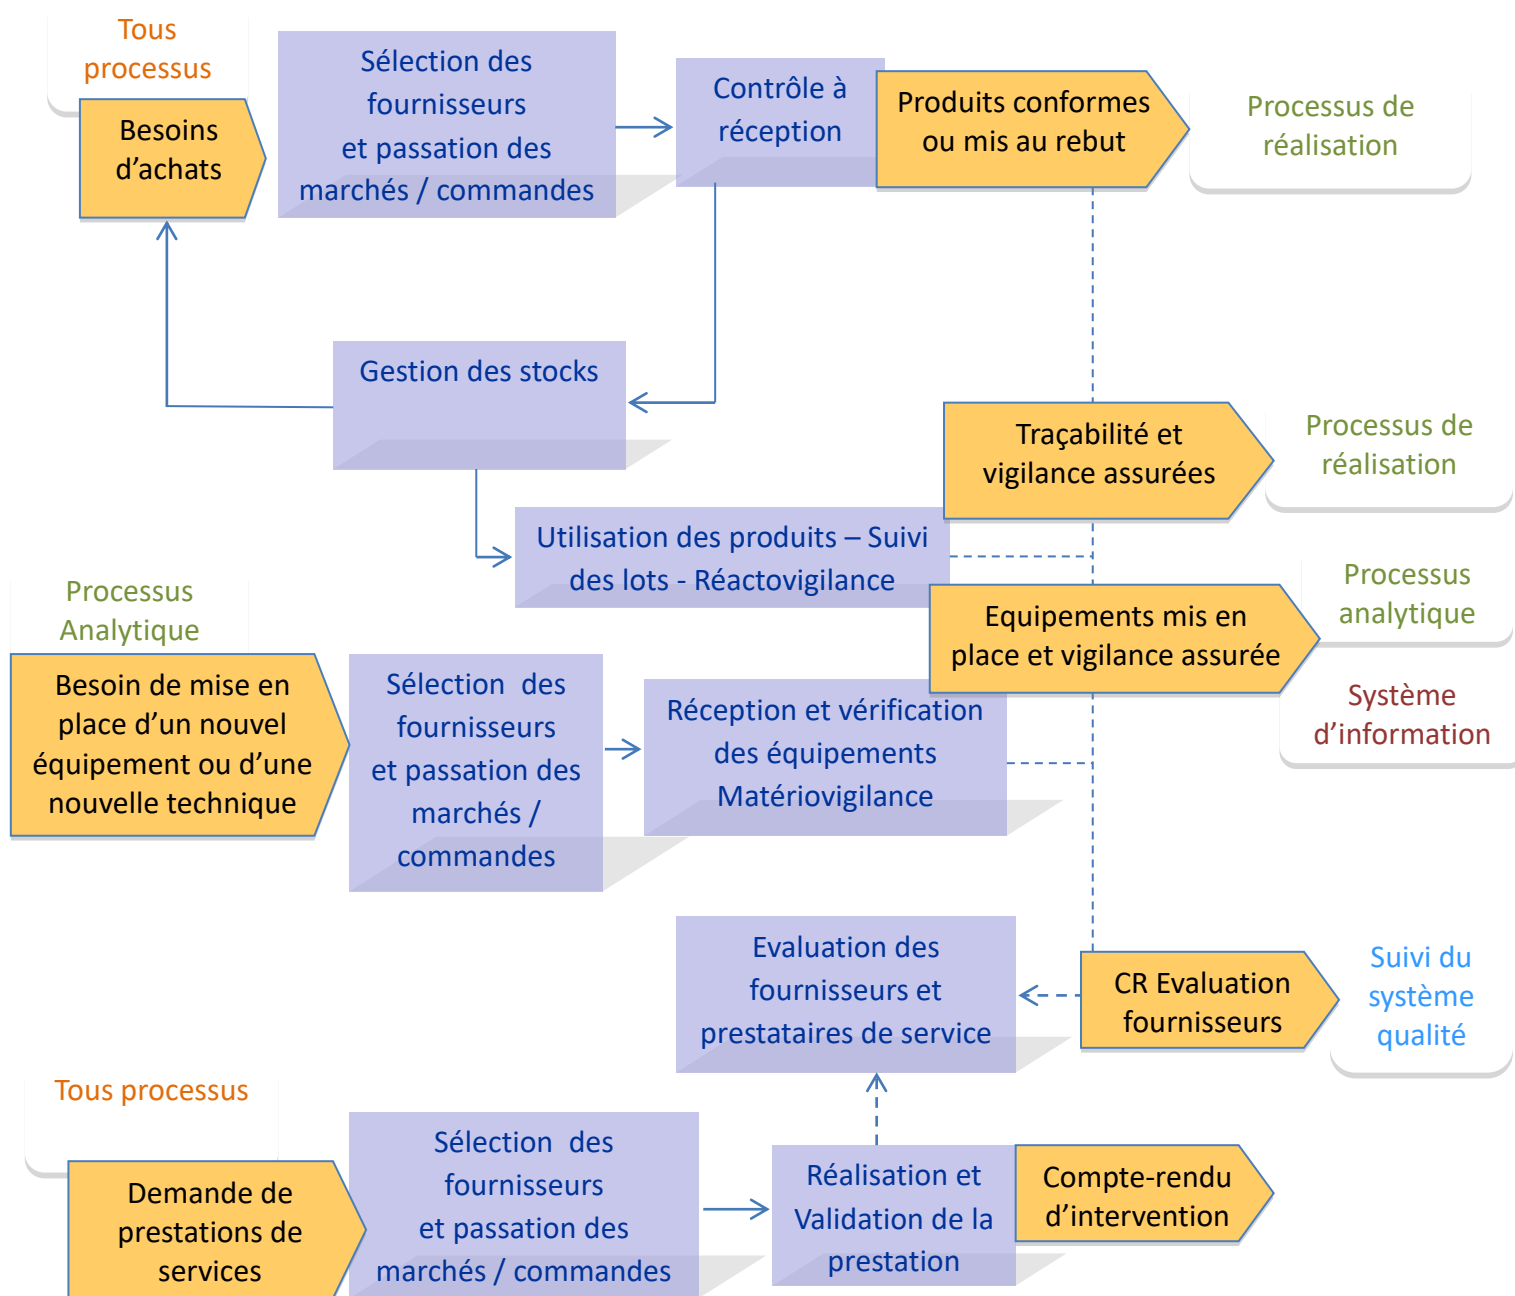 Tous
processus
Besoins
d’achats
Sélection des
fournisseurs
et passation des
marchés / commandes
Contrôle à
réception
Produits conformes
ou mis au rebut
Processus de
réalisation
Gestion des stocks
Traçabilité et
vigilance assurées
Processus de
réalisation
Utilisation des produits – Suivi
des lots - Réactovigilance
Processus
Analytique
Besoin de mise en
place d’un nouvel
équipement ou d’une
nouvelle technique
Sélection des
fournisseurs
et passation des
marchés /
commandes
Réception et vérification
des équipements
Matériovigilance
Equipements mis en
place et vigilance assurée
Processus
analytique
Système
d’information
Evaluation des
fournisseurs et
prestataires de service
CR Evaluation
fournisseurs
Suivi du
système
qualité
Tous processus
Demande de
prestations de
services
Sélection des
fournisseurs
et passation des
marchés / commandes
Réalisation et
Validation de la
prestation
Compte-rendu
d’intervention